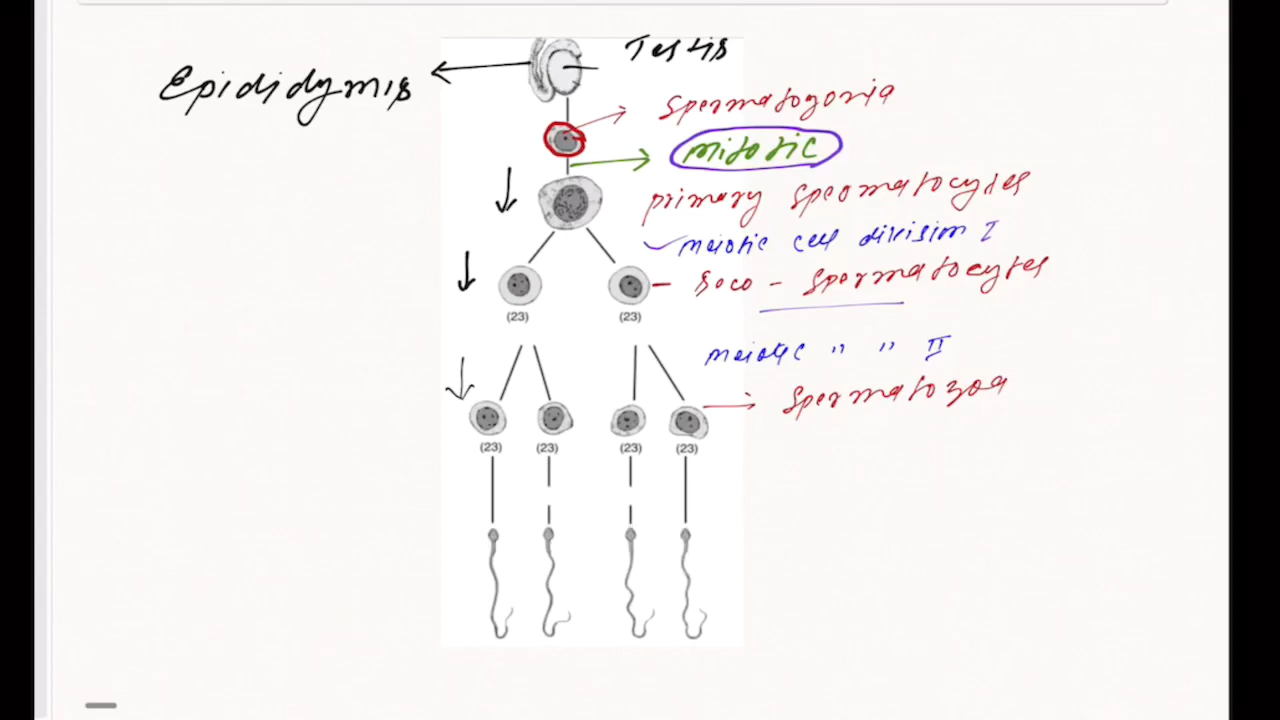 Testis
Epididymis
Spermatogonia
mitotic
primary spermatocytes
meiotic cell division I
Seco - spermatocytes
(23) (23)
meiotic " " II
Spermatozoa
(23) (23) (23) (23)